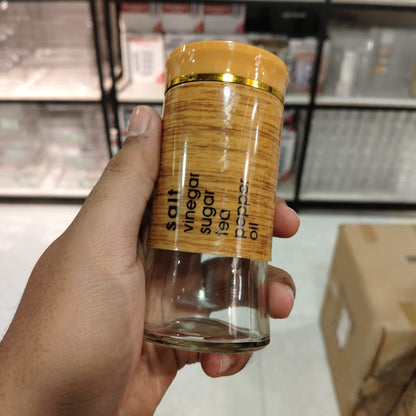 salt
vinegar
sugar
tea
pepper
oil